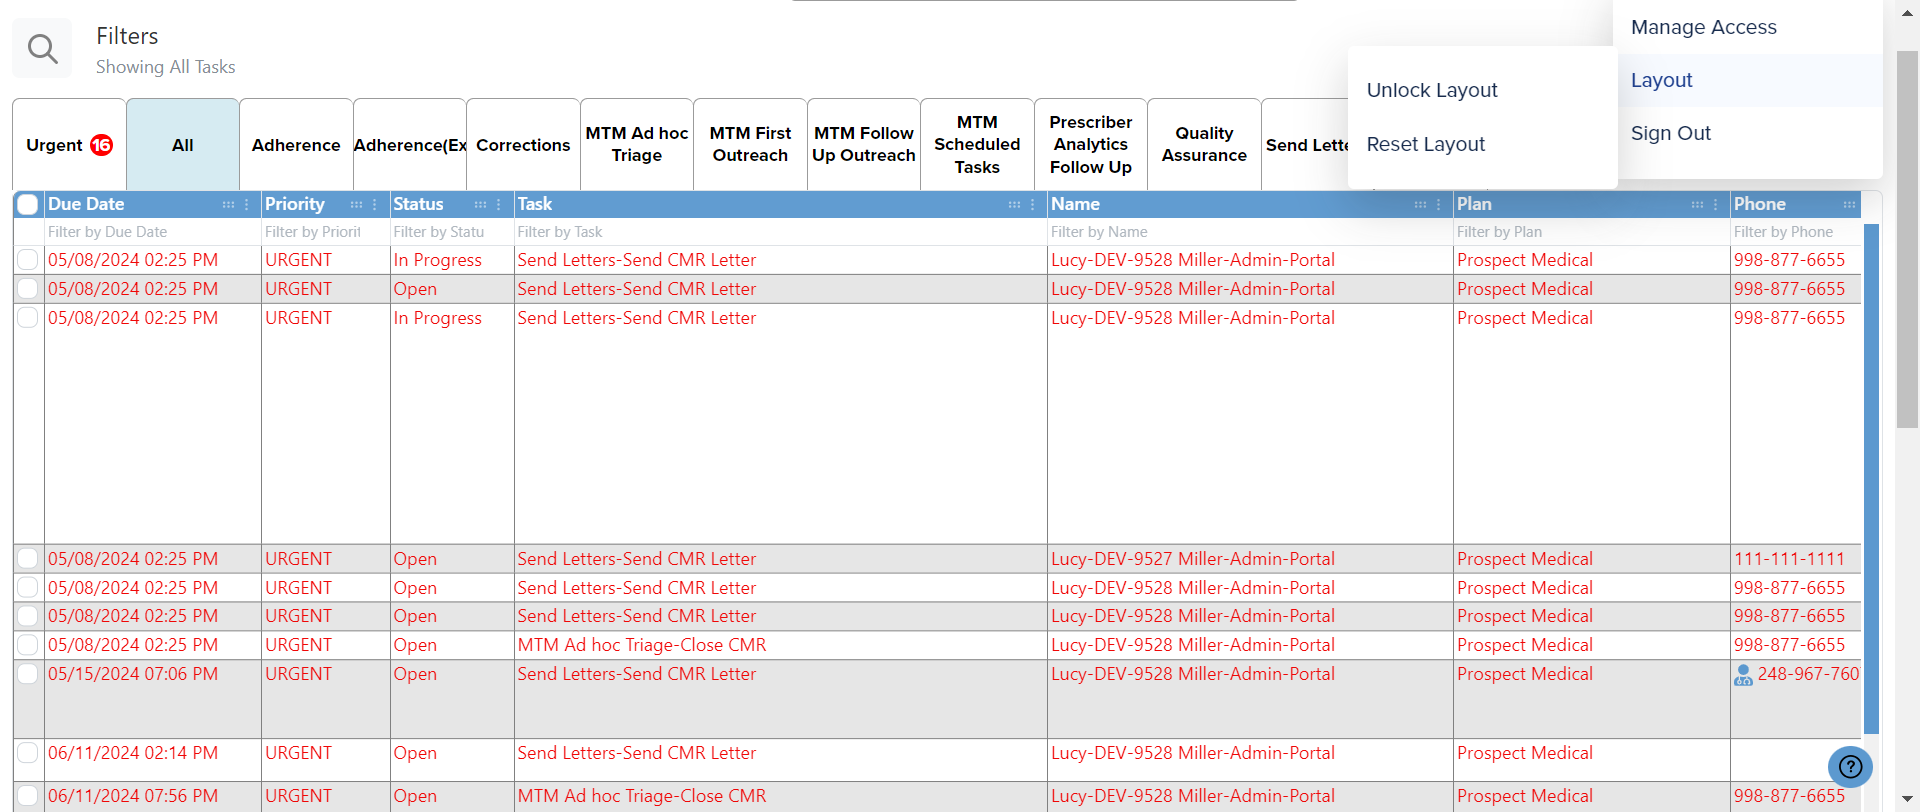 Filters
Showing All Tasks
Manage Access
Layout
Sign Out
Unlock Layout
Reset Layout
Urgent 16
All
Adherence
Adherence(Ex
Corrections
MTM Ad hoc
Triage
MTM First
Outreach
MTM Follow
Up Outreach
MTM
Scheduled
Tasks
Prescriber
Analytics
Follow Up
Quality
Assurance
Send Lette
Due Date Priority Status Task Name Plan Phone
Filter by Due Date Filter by Priorit Filter by Statu Filter by Task Filter by Name Filter by Plan Filter by Phone
05/08/2024 02:25 PM URGENT In Progress Send Letters-Send CMR Letter Lucy-DEV-9528 Miller-Admin-Portal Prospect Medical 998-877-6655
05/08/2024 02:25 PM URGENT Open Send Letters-Send CMR Letter Lucy-DEV-9528 Miller-Admin-Portal Prospect Medical 998-877-6655
05/08/2024 02:25 PM URGENT In Progress Send Letters-Send CMR Letter Lucy-DEV-9528 Miller-Admin-Portal Prospect Medical 998-877-6655
05/08/2024 02:25 PM URGENT Open Send Letters-Send CMR Letter Lucy-DEV-9527 Miller-Admin-Portal Prospect Medical 111-111-1111
05/08/2024 02:25 PM URGENT Open Send Letters-Send CMR Letter Lucy-DEV-9528 Miller-Admin-Portal Prospect Medical 998-877-6655
05/08/2024 02:25 PM URGENT Open Send Letters-Send CMR Letter Lucy-DEV-9528 Miller-Admin-Portal Prospect Medical 998-877-6655
05/08/2024 02:25 PM URGENT Open MTM Ad hoc Triage-Close CMR Lucy-DEV-9528 Miller-Admin-Portal Prospect Medical 998-877-6655
05/15/2024 07:06 PM URGENT Open Send Letters-Send CMR Letter Lucy-DEV-9528 Miller-Admin-Portal Prospect Medical 248-967-760
06/11/2024 02:14 PM URGENT Open Send Letters-Send CMR Letter Lucy-DEV-9528 Miller-Admin-Portal Prospect Medical
06/11/2024 07:56 PM URGENT Open MTM Ad hoc Triage-Close CMR Lucy-DEV-9528 Miller-Admin-Portal Prospect Medical 998-877-6655